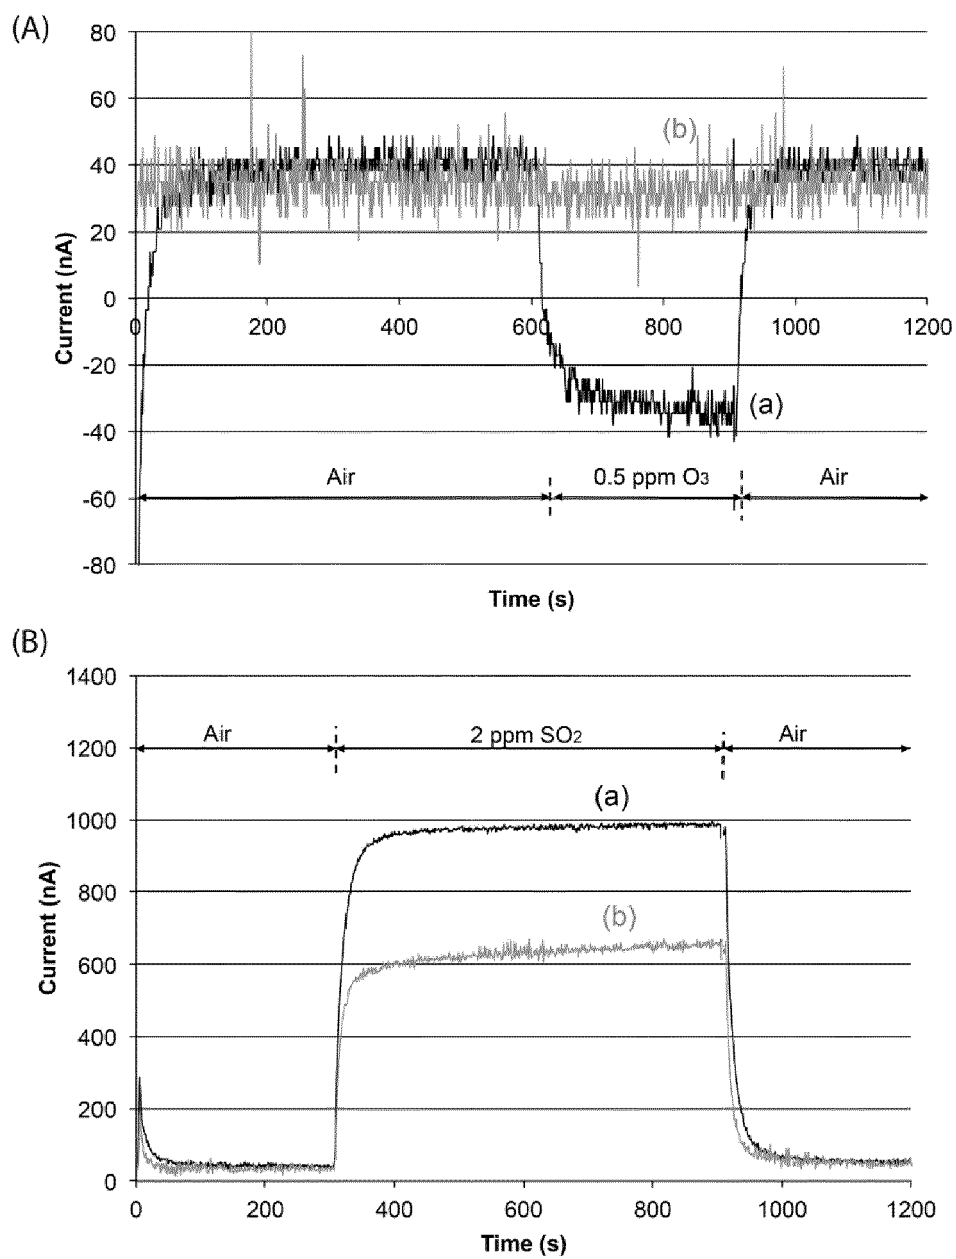 (A)
80
60
(b)
40
20
0
0 200 400 600 800 1000 1200
Current (nA)
-20
(a)
-40
Air 0.5 ppm O3 Air
-60
-80
Time (s)
(B)
1400
Air 2 ppm SO2 Air
1200
(a)
1000
800
(b)
Current (nA)
600
400
200
0
0 200 400 600 800 1000 1200
Time (s)